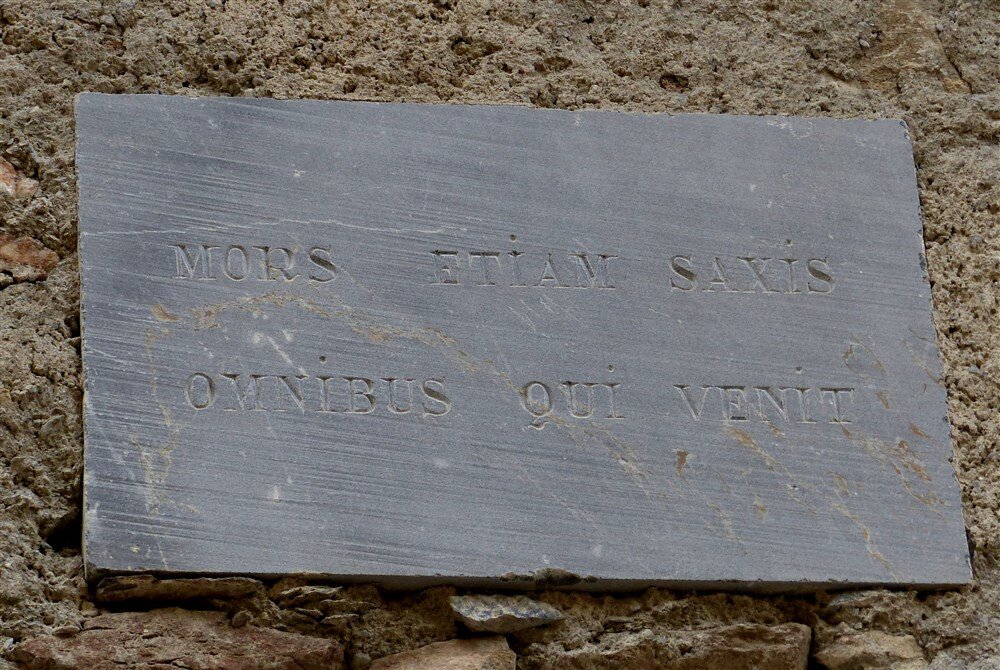 MORS ETIAM SAXIS
OMNIBUS QUI VENIT